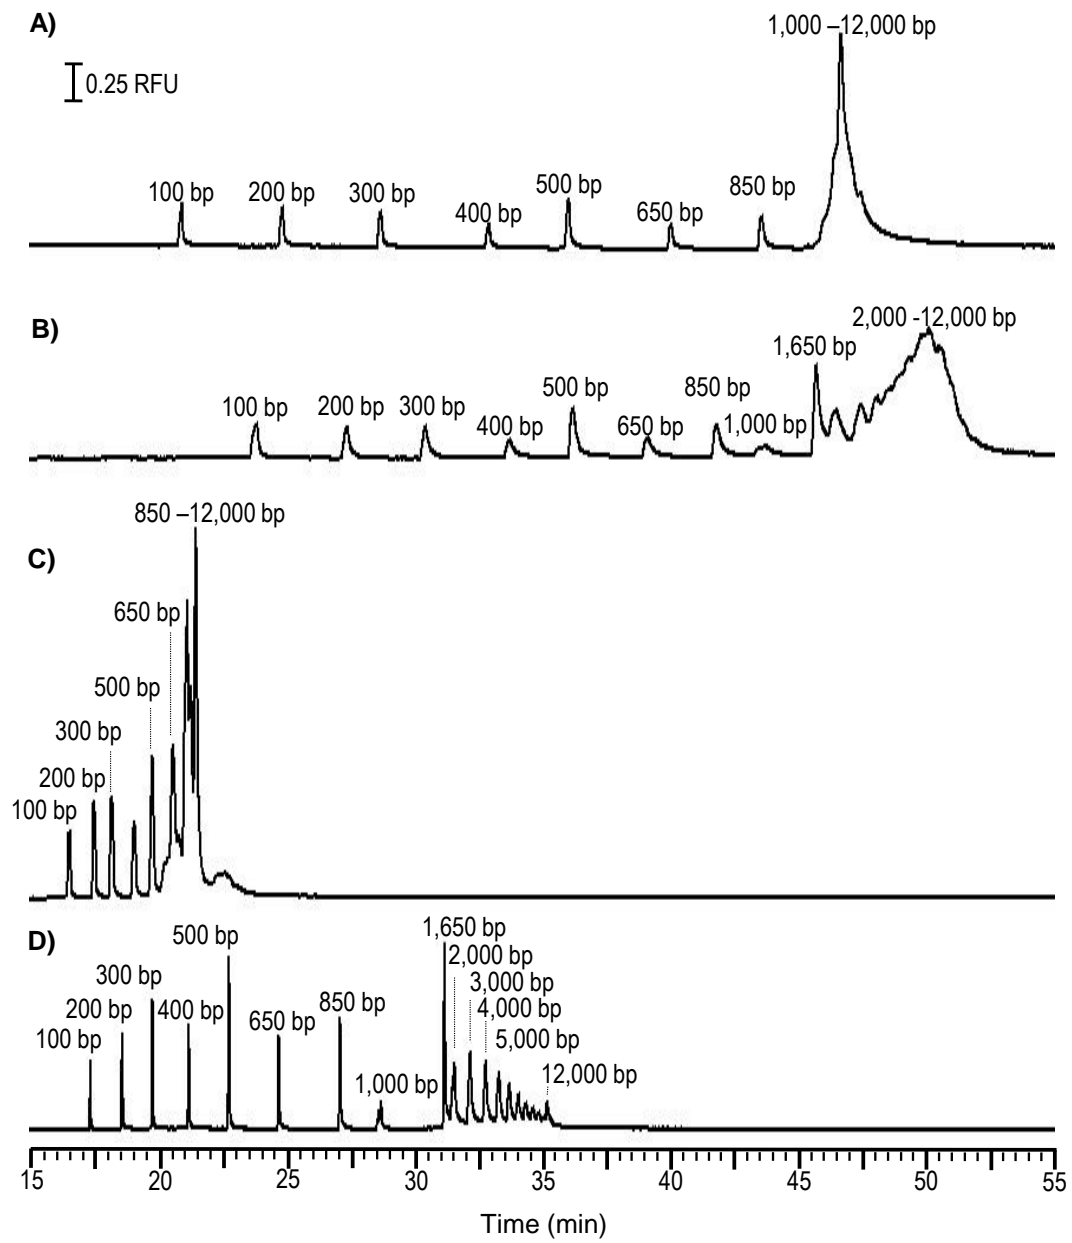 A)
0.25 RFU
100 bp
200 bp
300 bp
400 bp
500 bp
650 bp
850 bp
1,000 –12,000 bp
B)
100 bp
200 bp
300 bp
400 bp
500 bp
650 bp
850 bp
1,000 bp
1,650 bp
2,000 -12,000 bp
C)
100 bp
200 bp
300 bp
500 bp
650 bp
850 –12,000 bp
D)
100 bp
200 bp
300 bp
400 bp
500 bp
650 bp
850 bp
1,000 bp
1,650 bp
2,000 bp
3,000 bp
4,000 bp
5,000 bp
12,000 bp
15 20 25 30 35 40 45 50 55
Time (min)